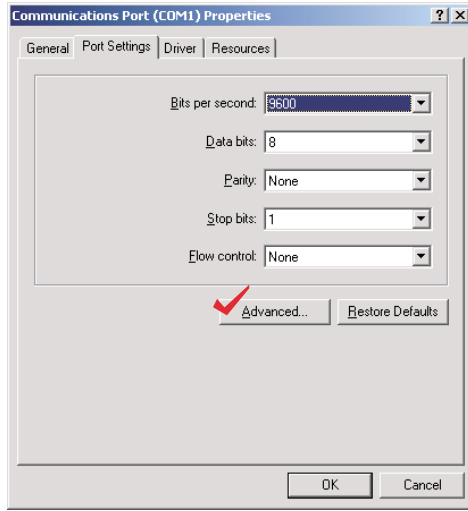 Communications Port (COM1) Properties
General Port Settings Driver Resources
Bits per second: 9600
Data bits: 8
Parity: None
Stop bits: 1
Flow control: None
Advanced... Restore Defaults
OK Cancel